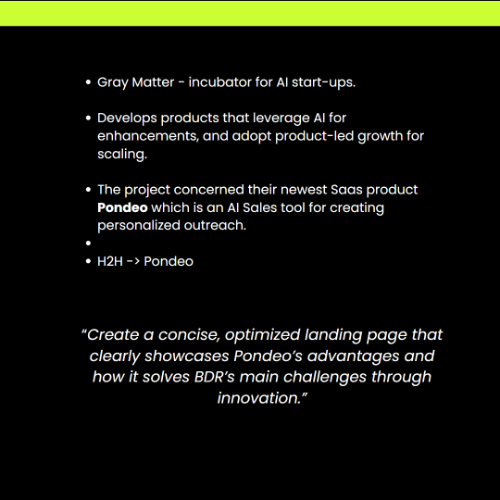 • Gray Matter - incubator for AI start-ups.
• Develops products that leverage AI for
enhancements, and adopt product-led growth for
scaling.
• The project concerned their newest Saas product
Pondeo which is an AI Sales tool for creating
personalized outreach.
•
• H2H -> Pondeo
“Create a concise, optimized landing page that
clearly showcases Pondeo’s advantages and
how it solves BDR’s main challenges through
innovation.”